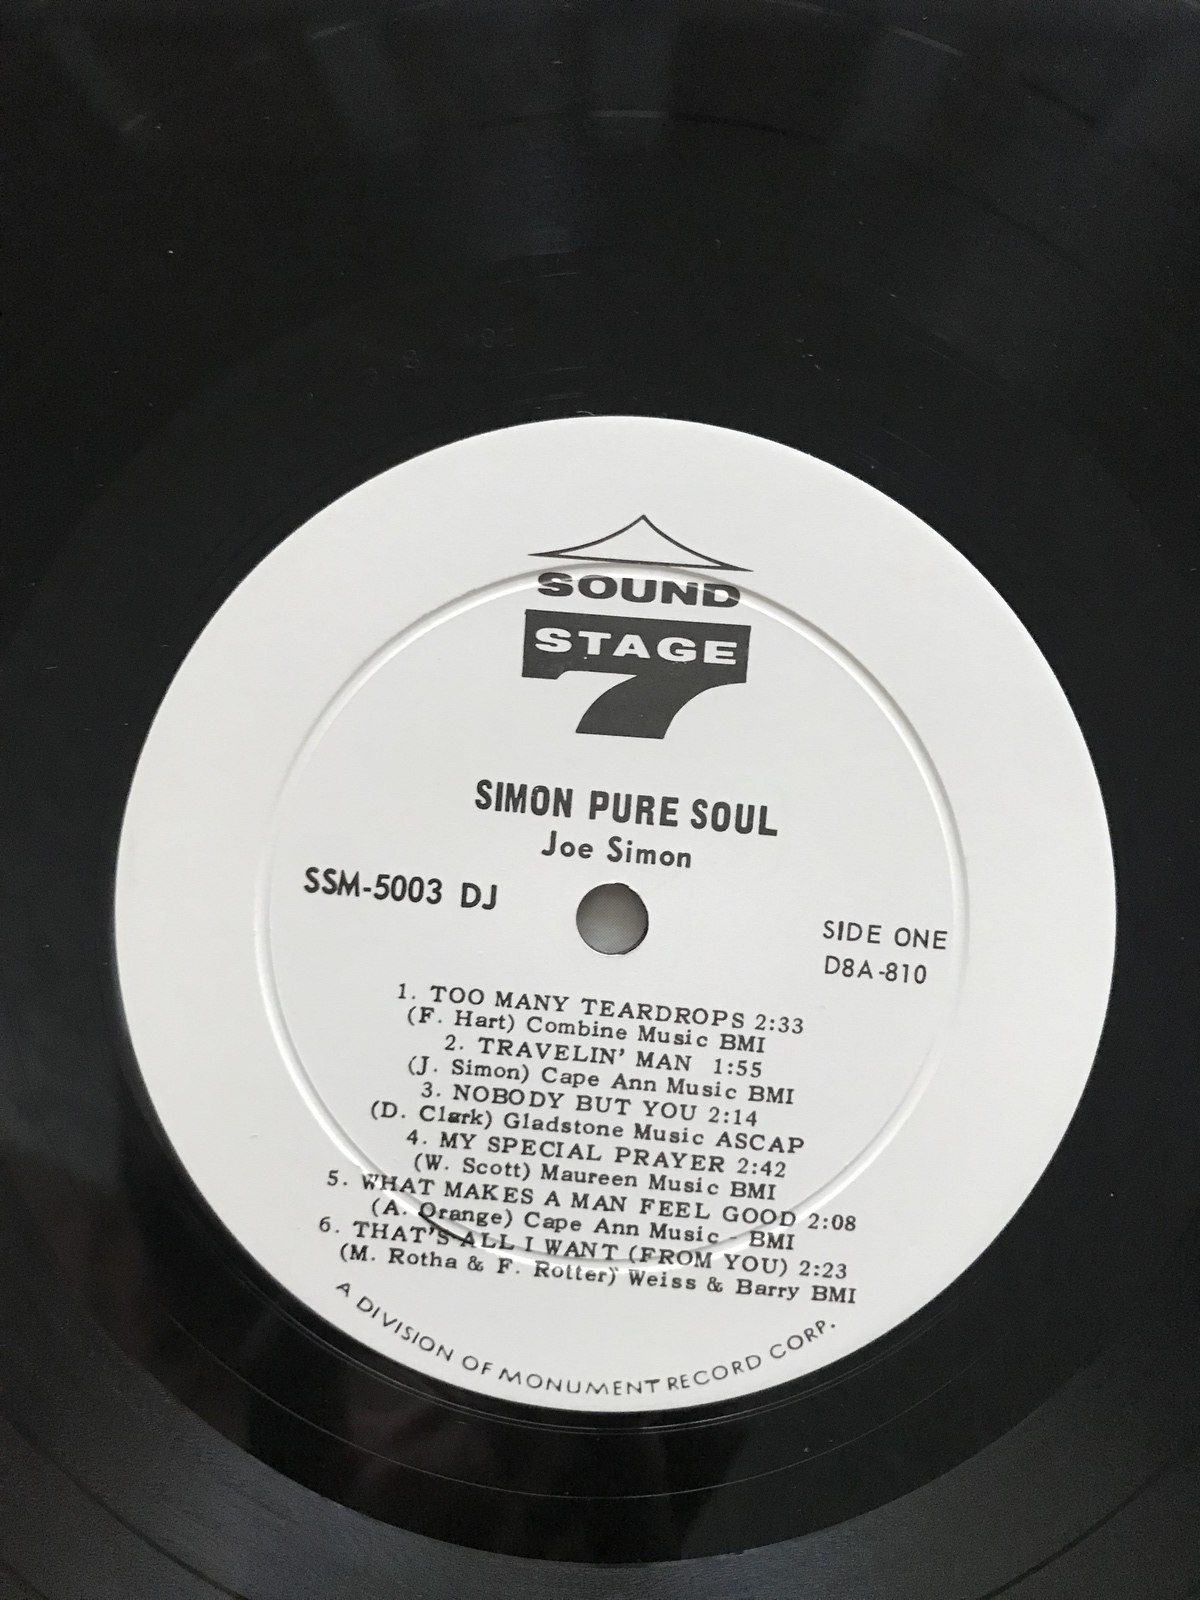 SOUND
STAGE
7
SIMON PURE SOUL
Joe Simon
SSM-5003 DJ
SIDE ONE
D8A-810
1. TOO MANY TEARDROPS 2:33
(F. Hart) Combine Music BMI
2. TRAVELIN' MAN 1:55
(J. Simon) Cape Ann Music BMI
3. NOBODY BUT YOU 2:14
(D. Clark) Gladstone Music ASCAP
4. MY SPECIAL PRAYER 2:42
(W. Scott) Maureen Music BMI
5. WHAT MAKES A MAN FEEL GOOD 2:08
(A. Orange) Cape Ann Music - BMI
6. THAT'S ALL I WANT (FROM YOU) 2:23
(M. Rotha & F. Rotter) Weiss & Barry BMI
A DIVISION OF MONUMENT RECORD CORP.